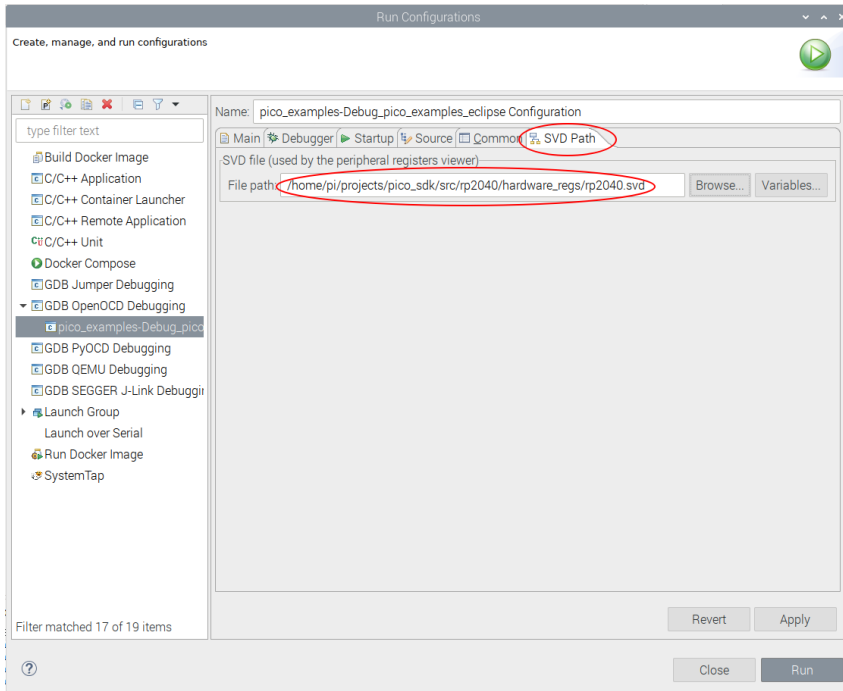 Run Configurations
Create, manage, and run configurations
type filter text
Build Docker Image
C/C++ Application
C/C++ Container Launcher
C/C++ Remote Application
C/C++ Unit
Docker Compose
GDB Jumper Debugging
GDB OpenOCD Debugging
pico_examples-Debug_pico
GDB PyOCD Debugging
GDB QEMU Debugging
GDB SEGGER J-Link Debuggin
Launch Group
Launch over Serial
Run Docker Image
SystemTap
Filter matched 17 of 19 items
Name: pico_examples-Debug_pico_examples_eclipse Configuration
Main Debugger Startup Source Common SVD Path
SVD file (used by the peripheral registers viewer)
File path: /home/pi/projects/pico_sdk/src/rp2040/hardware_regs/rp2040.svd Browse... Variables...
Revert Apply
Close Run